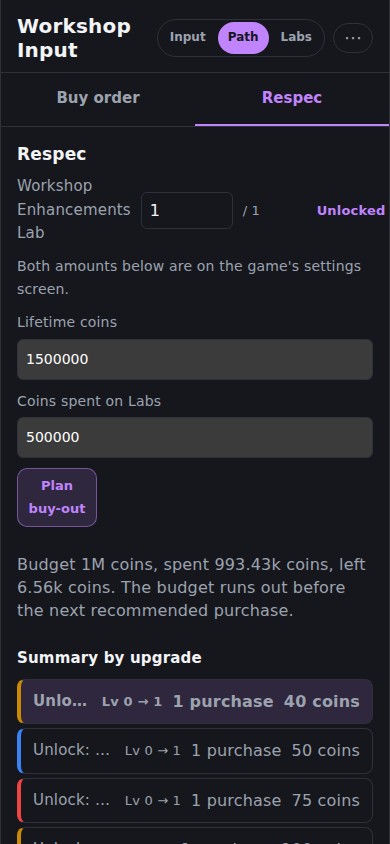 Workshop Input
Input Path Labs ...
Buy order Respec
Respec
Workshop Enhancements Lab 1 / 1 Unlocked
Both amounts below are on the game's settings
screen.
Lifetime coins
1500000
Coins spent on Labs
500000
Plan
buy-out
Budget 1M coins, spent 993.43k coins, left
6.56k coins. The budget runs out before
the next recommended purchase.
Summary by upgrade
Unlo… Lv 0 → 1 1 purchase 40 coins
Unlock: … Lv 0 → 1 1 purchase 50 coins
Unlock: … Lv 0 → 1 1 purchase 75 coins